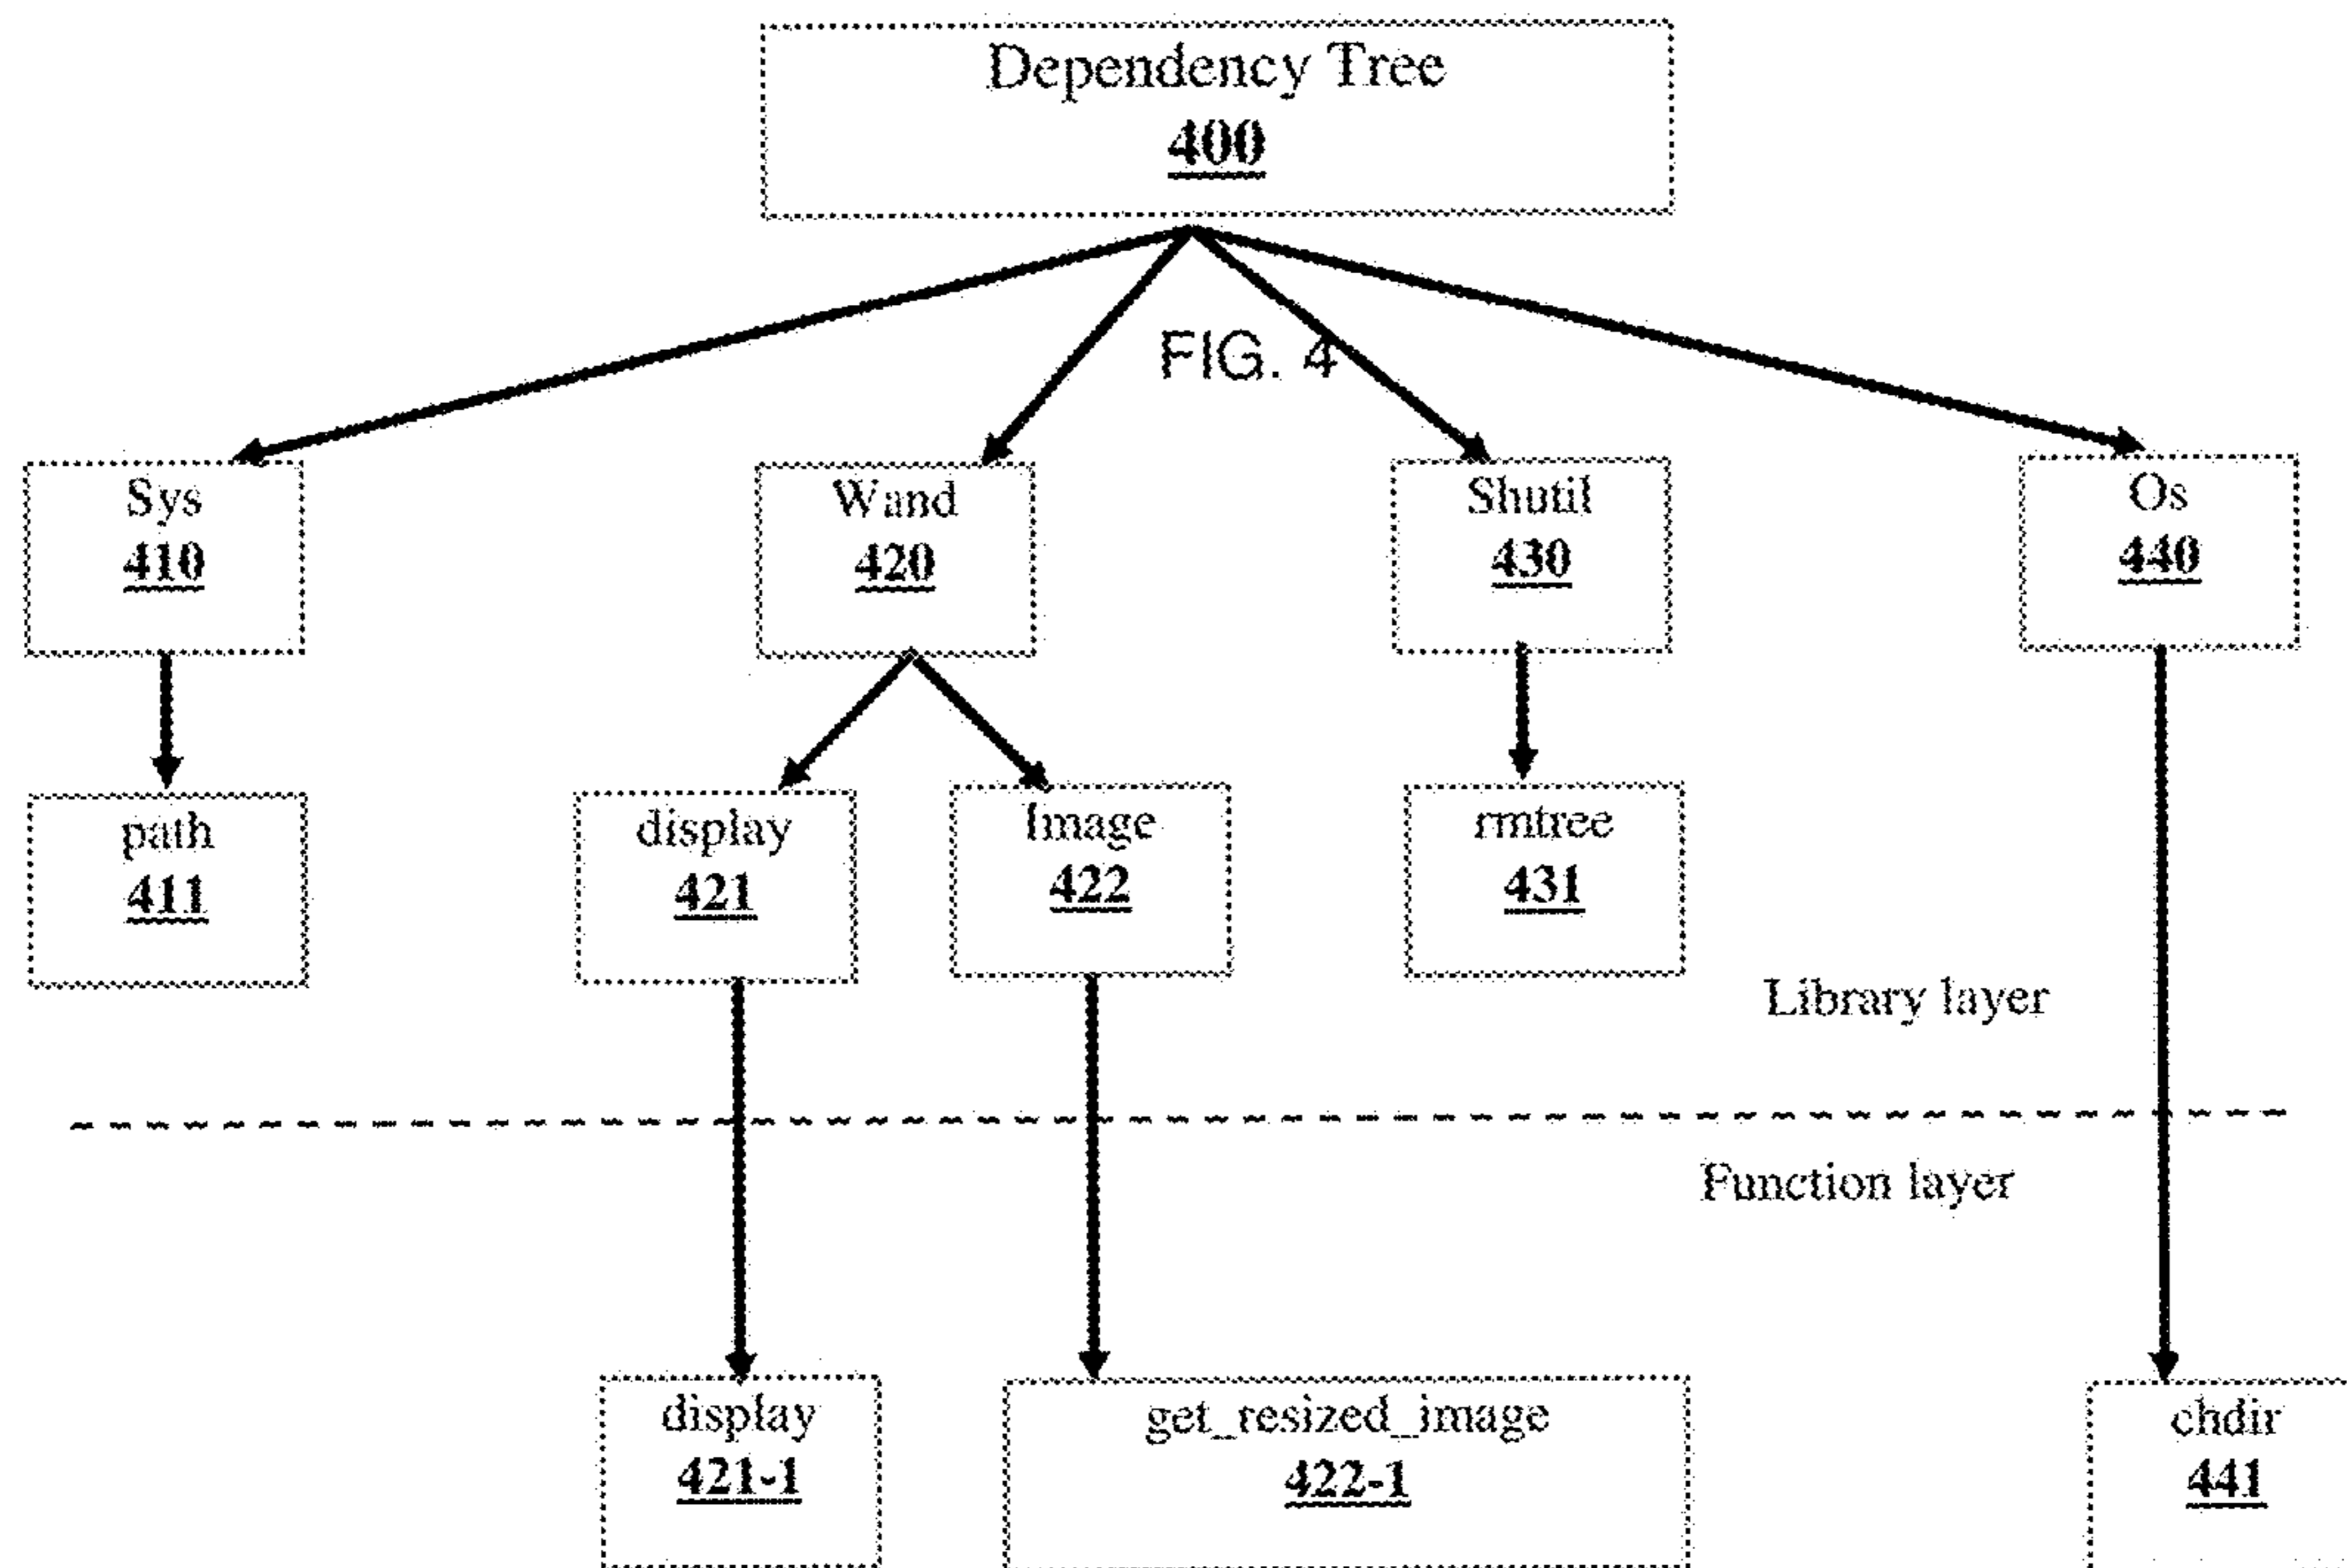 Dependency Tree
400
FIG. 4
Sys
410
Wand
420
Shutil
430
Os
440
path
411
display
421
Image
422
rmtree
431
Library layer
Function layer
display
421-1
get_resized_image
422-1
chdir
441